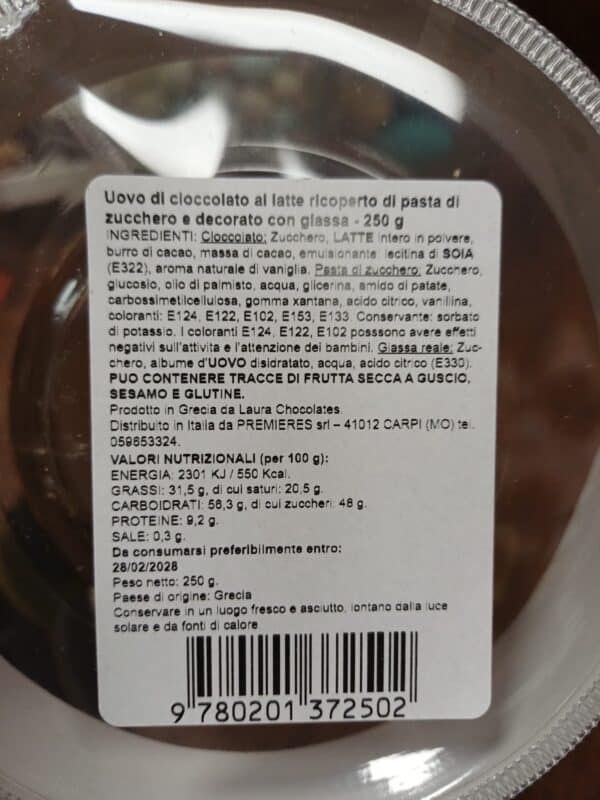 Uovo di cioccolato al latte ricoperto di pasta di
zucchero e decorato con glassa - 250 g
INGREDIENTI: Cioccolato: Zucchero, LATTE intero in polvere,
burro di cacao, massa di cacao, emulsionante: lecitina di SOIA
(E322), aroma naturale di vaniglia. Pasta di zucchero: Zucchero,
glucosio, olio di palmisto, acqua, glicerina, amido di patate,
carbossimetilcellulosa, gomma xantana, acido citrico, vanillina,
coloranti: E124, E122, E102, E153, E133. Conservante: sorbato
di potassio. I coloranti E124, E122, E102 posssono avere effetti
negativi sull'attivita e l'attenzione dei bambini. Glassa reale: Zuc-
chero, albume d'UOVO disidratato, acqua, acido citrico (E330).
PUO CONTENERE TRACCE DI FRUTTA SECCA A GUSCIO,
SESAMO E GLUTINE.
Prodotto in Grecia da Laura Chocolates.
Distribuito in Italia da PREMIERES srl – 41012 CARPI (MO) tel.
059653324.
VALORI NUTRIZIONALI (per 100 g):
ENERGIA: 2301 KJ / 550 Kcal.
GRASSI: 31,5 g, di cui saturi: 20,5 g.
CARBOIDRATI: 56,3 g, di cui zuccheri: 48 g.
PROTEINE: 9,2 g.
SALE: 0,3 g.
Da consumarsi preferibilmente entro:
28/02/2028
Peso netto: 250 g.
Paese di origine: Grecia
Conservare in un luogo fresco e asciutto, lontano dalla luce
solare e da fonti di calore
9 780201 372502